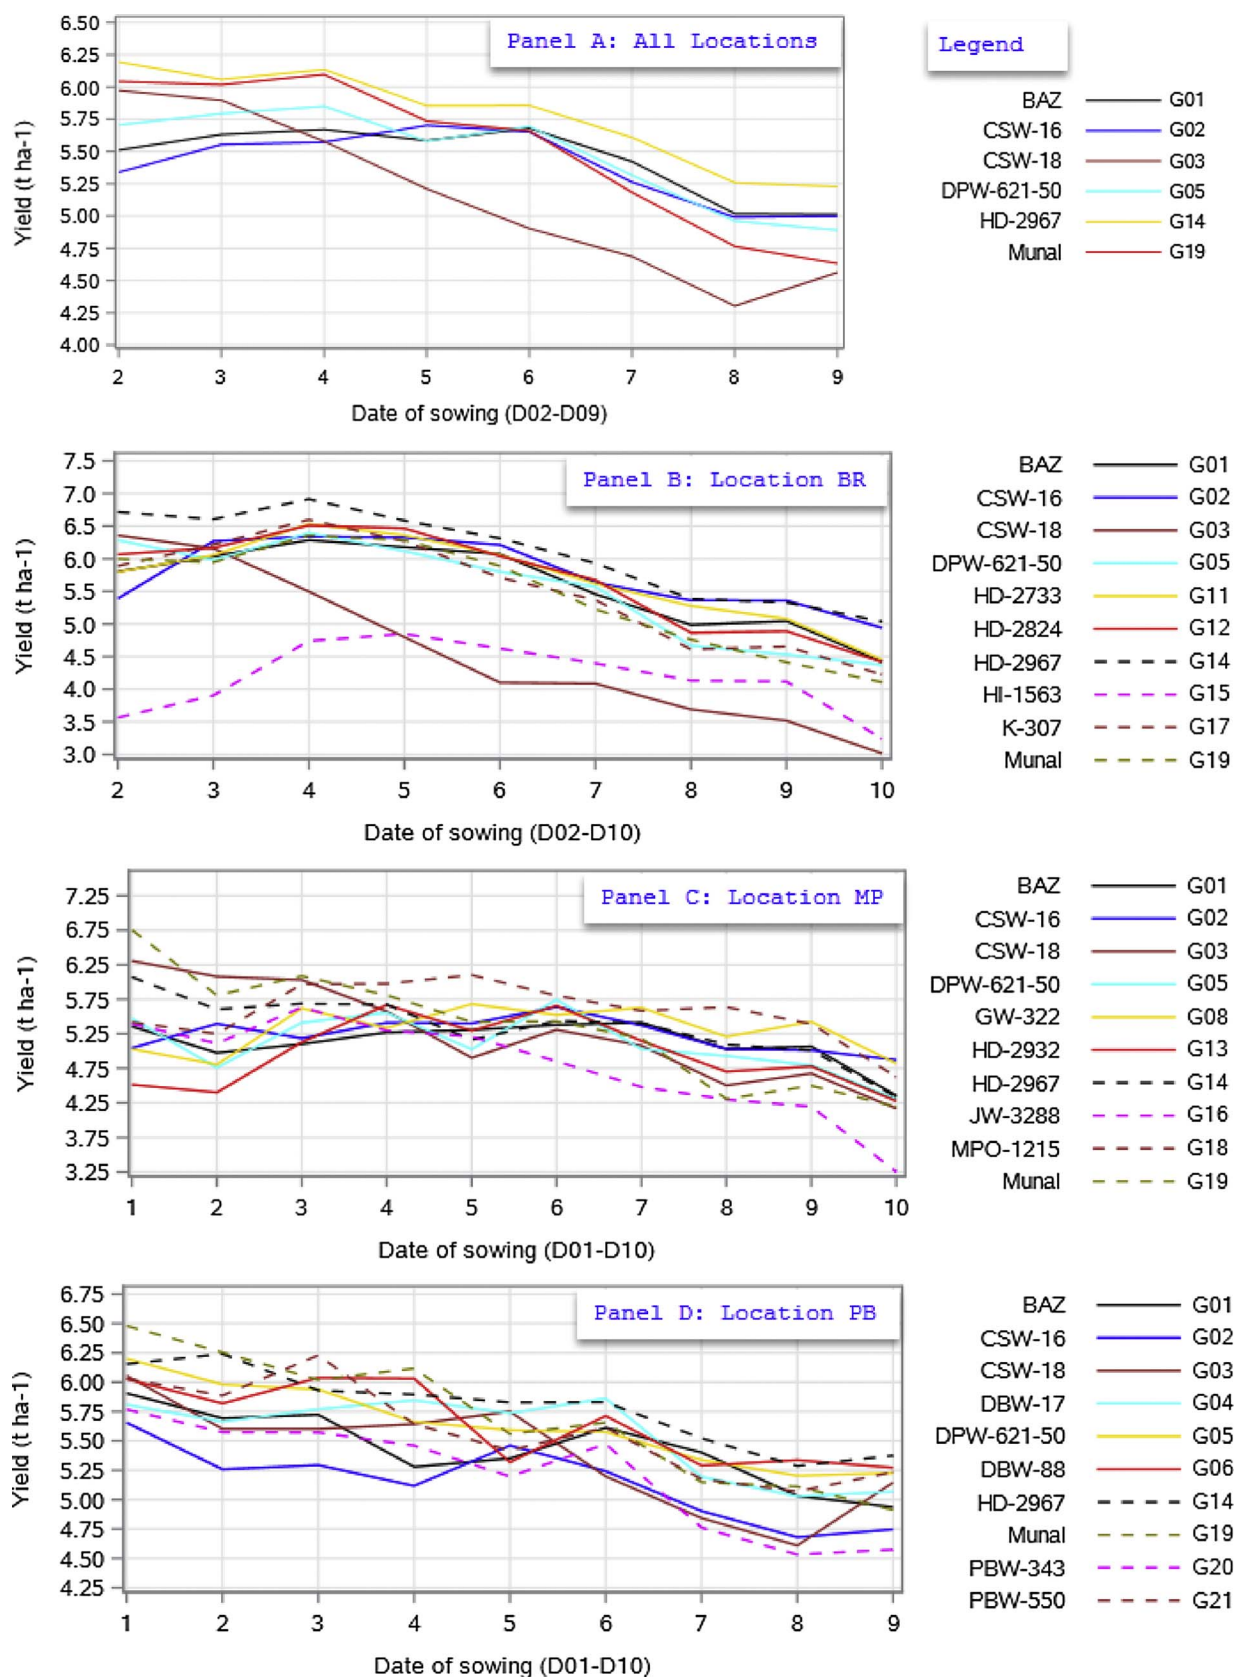 Panel A: All Locations
Legend
6.50
6.25
6.00
5.75
5.50
5.25
5.00
4.75
4.50
4.25
4.00
Yield (t ha-1)
2 3 4 5 6 7 8 9
Date of sowing (D02-D09)
BAZ G01
CSW-16 G02
CSW-18 G03
DPW-621-50 G05
HD-2967 G14
Munal G19
Panel B: Location BR
7.5
7.0
6.5
6.0
5.5
5.0
4.5
4.0
3.5
3.0
Yield (t ha-1)
2 3 4 5 6 7 8 9 10
Date of sowing (D02-D10)
BAZ G01
CSW-16 G02
CSW-18 G03
DPW-621-50 G05
HD-2733 G11
HD-2824 G12
HD-2967 G14
HI-1563 G15
K-307 G17
Munal G19
Panel C: Location MP
7.25
6.75
6.25
5.75
5.25
4.75
4.25
3.75
3.25
Yield (t ha-1)
1 2 3 4 5 6 7 8 9 10
Date of sowing (D01-D10)
BAZ G01
CSW-16 G02
CSW-18 G03
DPW-621-50 G05
GW-322 G08
HD-2932 G13
HD-2967 G14
JW-3288 G16
MPO-1215 G18
Munal G19
Panel D: Location PB
6.75
6.50
6.25
6.00
5.75
5.50
5.25
5.00
4.75
4.50
4.25
Yield (t ha-1)
1 2 3 4 5 6 7 8 9
Date of sowing (D01-D10)
BAZ G01
CSW-16 G02
CSW-18 G03
DBW-17 G04
DPW-621-50 G05
DBW-88 G06
HD-2967 G14
Munal G19
PBW-343 G20
PBW-550 G21